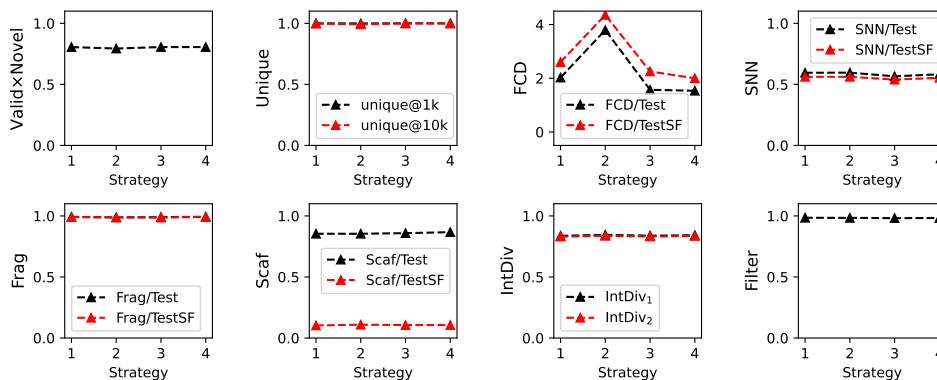 Valid×Novel
1.0
0.5
0.0
1 2 3 4
Strategy
Unique
1.0
0.5
0.0
unique@1k
unique@10k
1 2 3 4
Strategy
FCD
4
2
0
FCD/Test
FCD/TestSF
1 2 3 4
Strategy
SNN
1.0
0.5
0.0
SNN/Test
SNN/TestSF
1 2 3 4
Strategy
Frag
1.0
0.5
0.0
Frag/Test
Frag/TestSF
1 2 3 4
Strategy
Scaf
1.0
0.5
0.0
Scaf/Test
Scaf/TestSF
1 2 3 4
Strategy
IntDiv
1.0
0.5
0.0
IntDiv₁
IntDiv₂
1 2 3 4
Strategy
Filter
1.0
0.5
0.0
1 2 3 4
Strategy